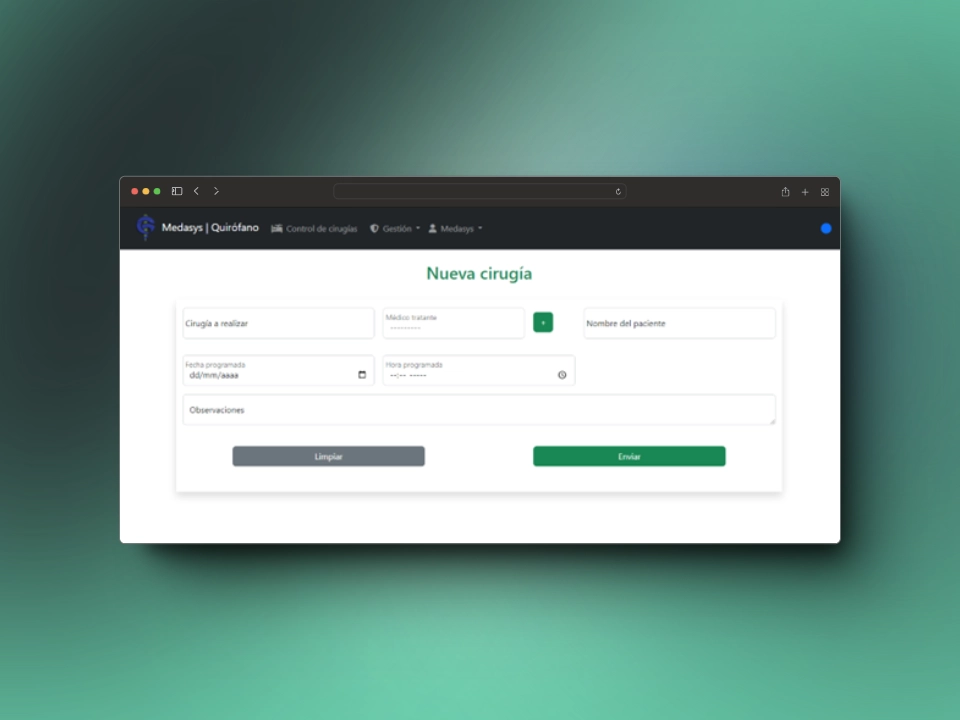 Medasys | Quirófano Control de cirugías Gestión Medasys
Nueva cirugía
Cirugía a realizar
Médico tratante
---------
+
Nombre del paciente
Fecha programada
dd/mm/aaaa
Hora programada
--:-- -----
Observaciones
Limpiar
Enviar